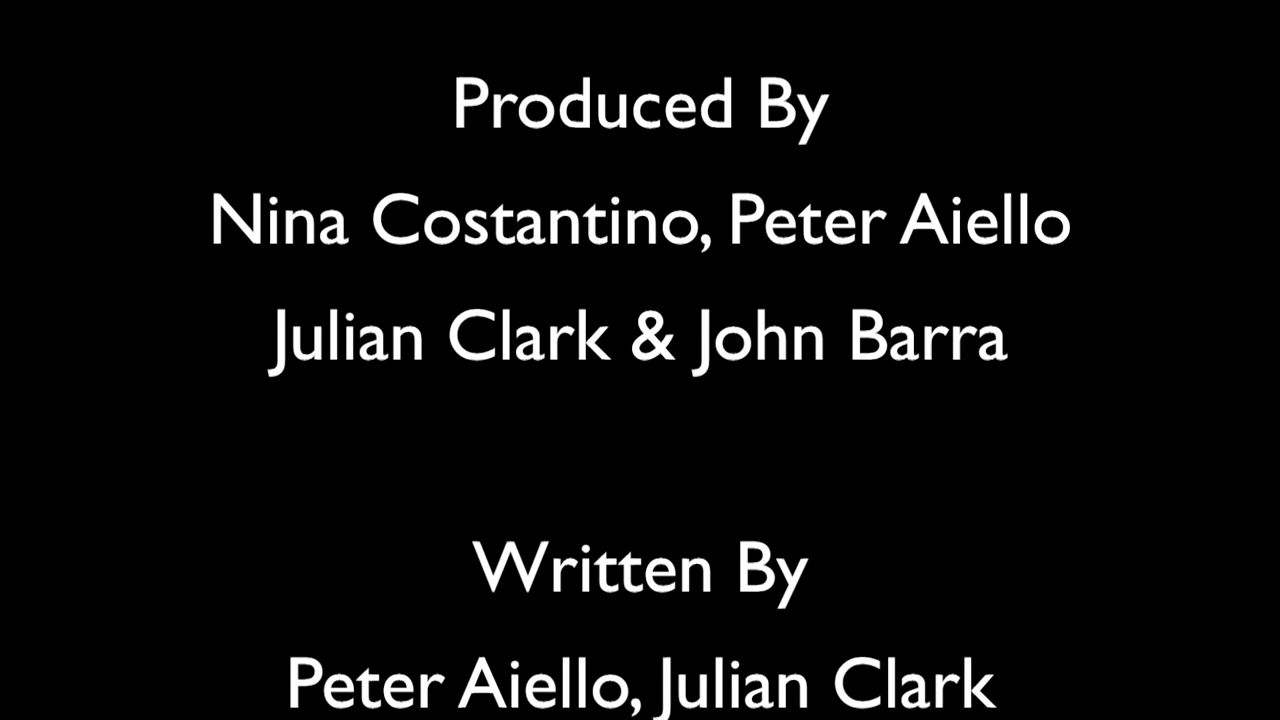 Produced By
Nina Costantino, Peter Aiello
Julian Clark & John Barra
Written By
Peter Aiello, Julian Clark